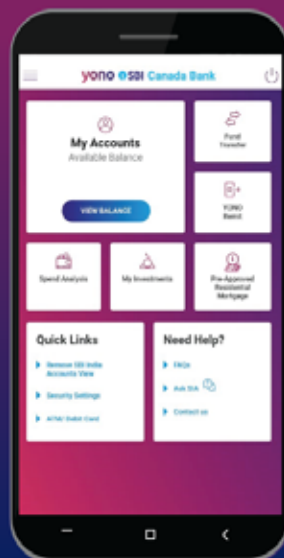 yono SBI Canada Bank
My Accounts
Available Balance
VIEW BALANCE
Fund
Transfer
YONO
Remit
Spend Analysis
My Investments
Pre-Approved
Residential
Mortgage
Quick Links
Remove SBI India
Accounts View
Security Settings
ATM/ Debit Card
Need Help?
FAQs
Ask SIA
Contact us